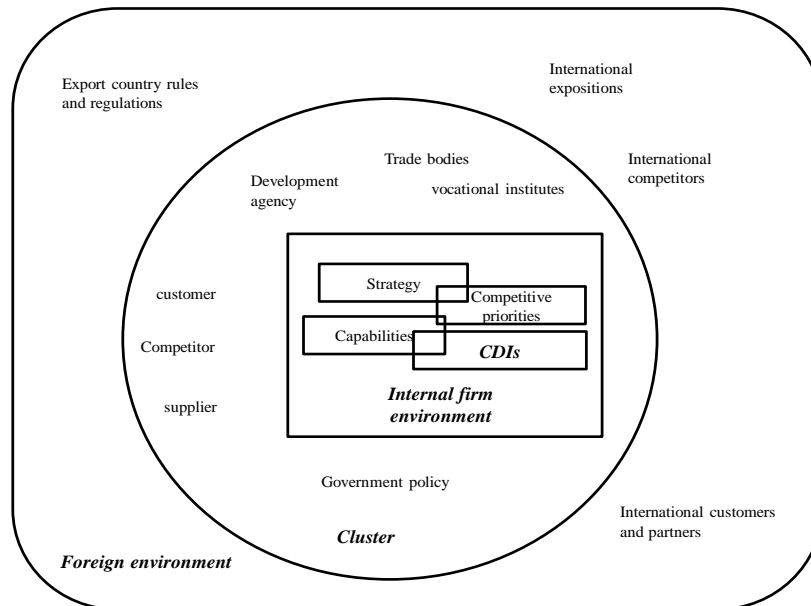 Export country rules
and regulations
International
expositions
Trade bodies
International
competitors
Development
agency
vocational institutes
Strategy
customer
Competitive
priorities
Capabilities
Competitor
CDIs
Internal firm
environment
supplier
Government policy
International customers
and partners
Cluster
Foreign environment